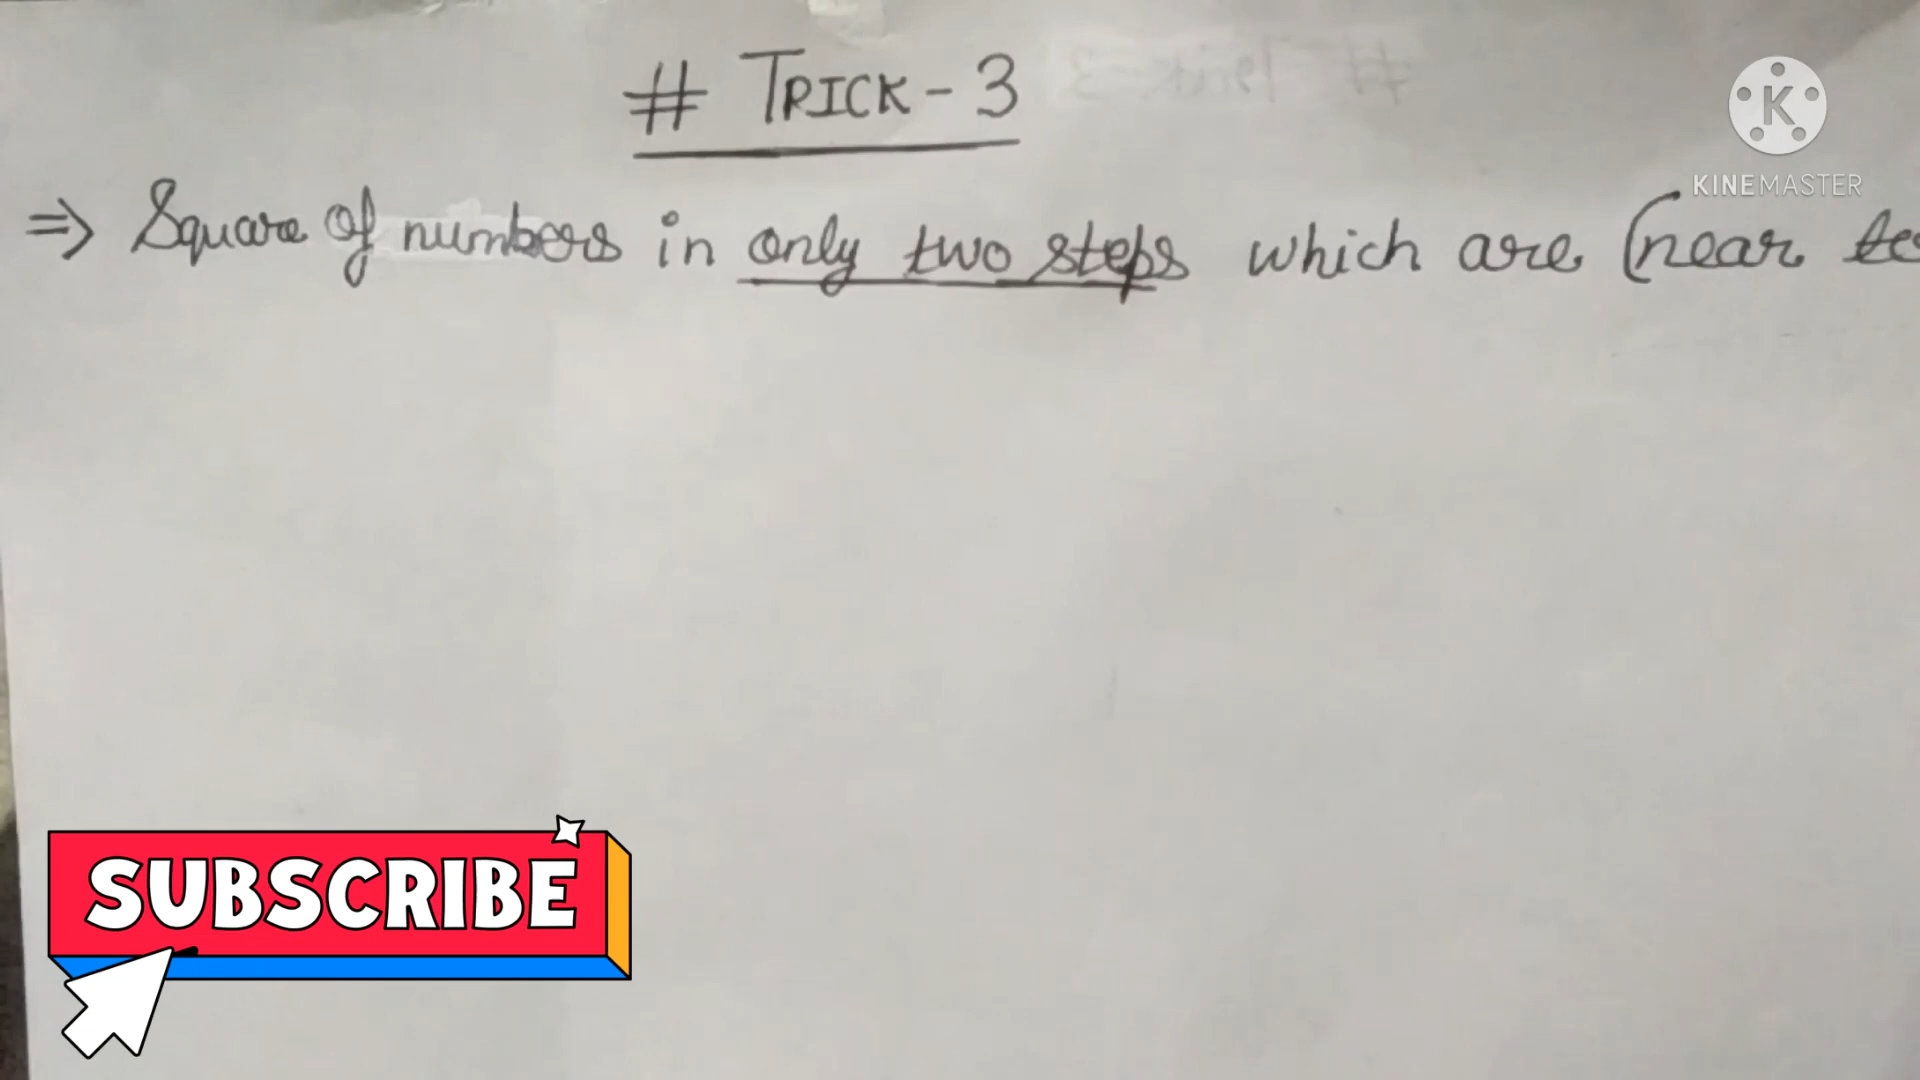 # TRICK - 3
K
KINEMASTER
⇒ Square of numbers in only two steps which are (near
SUBSCRIBE